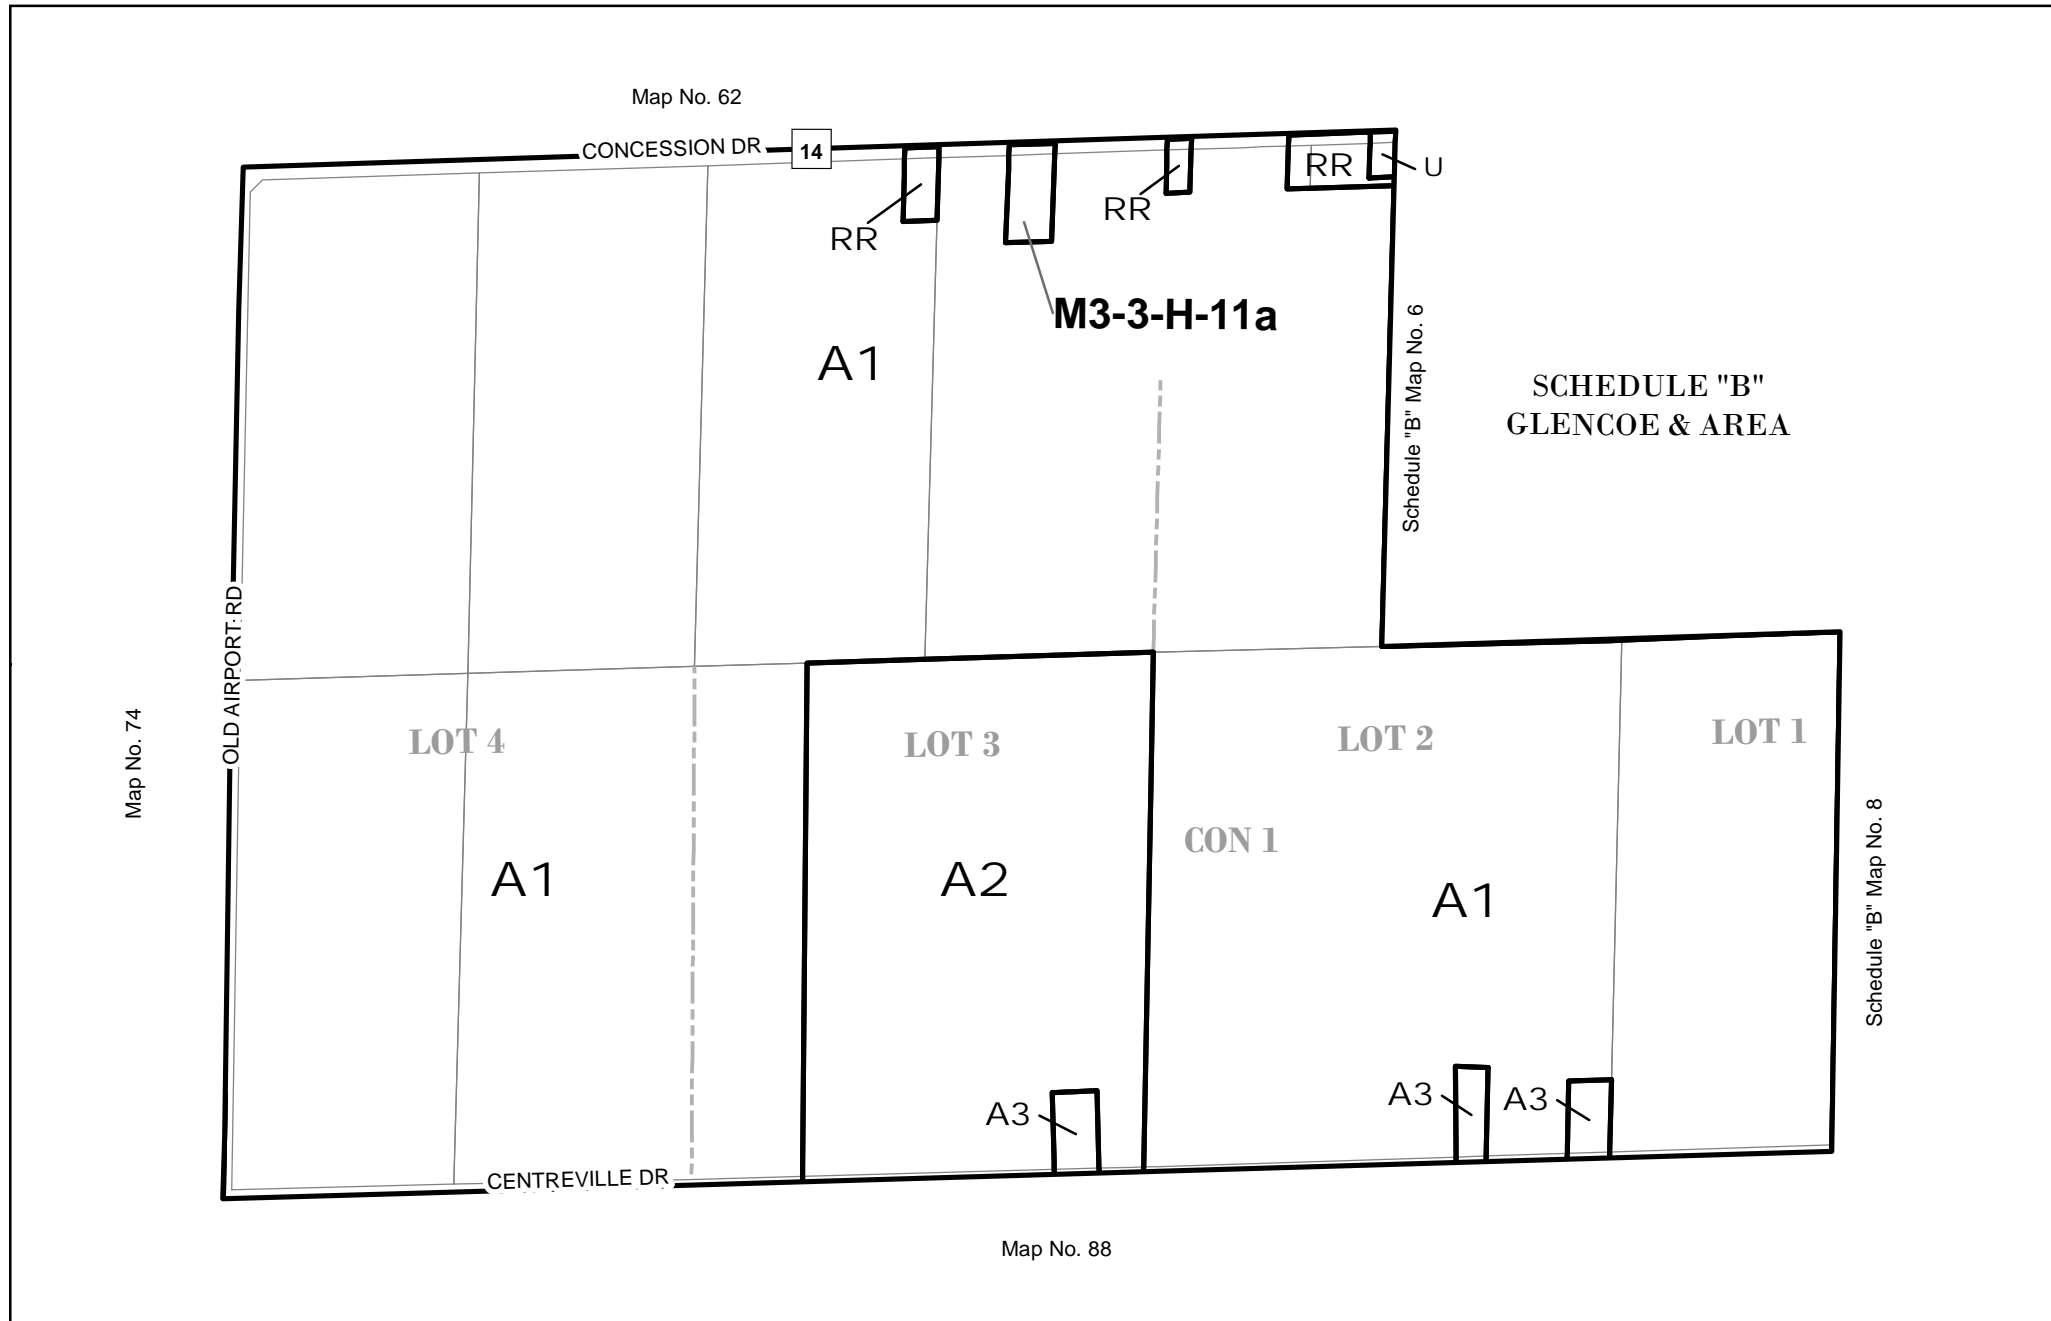 Map No. 62
CONCESSION DR
14
RR
RR
RR
U
M3-3-H-11a
A1
Schedule "B" Map No. 6
SCHEDULE "B"
GLENCOE & AREA
OLD AIRPORT RD
Map No. 74
LOT 4
LOT 3
LOT 2
LOT 1
CON 1
A1
A2
A1
Schedule "B" Map No. 8
A3
A3
A3
CENTREVILLE DR
Map No. 88